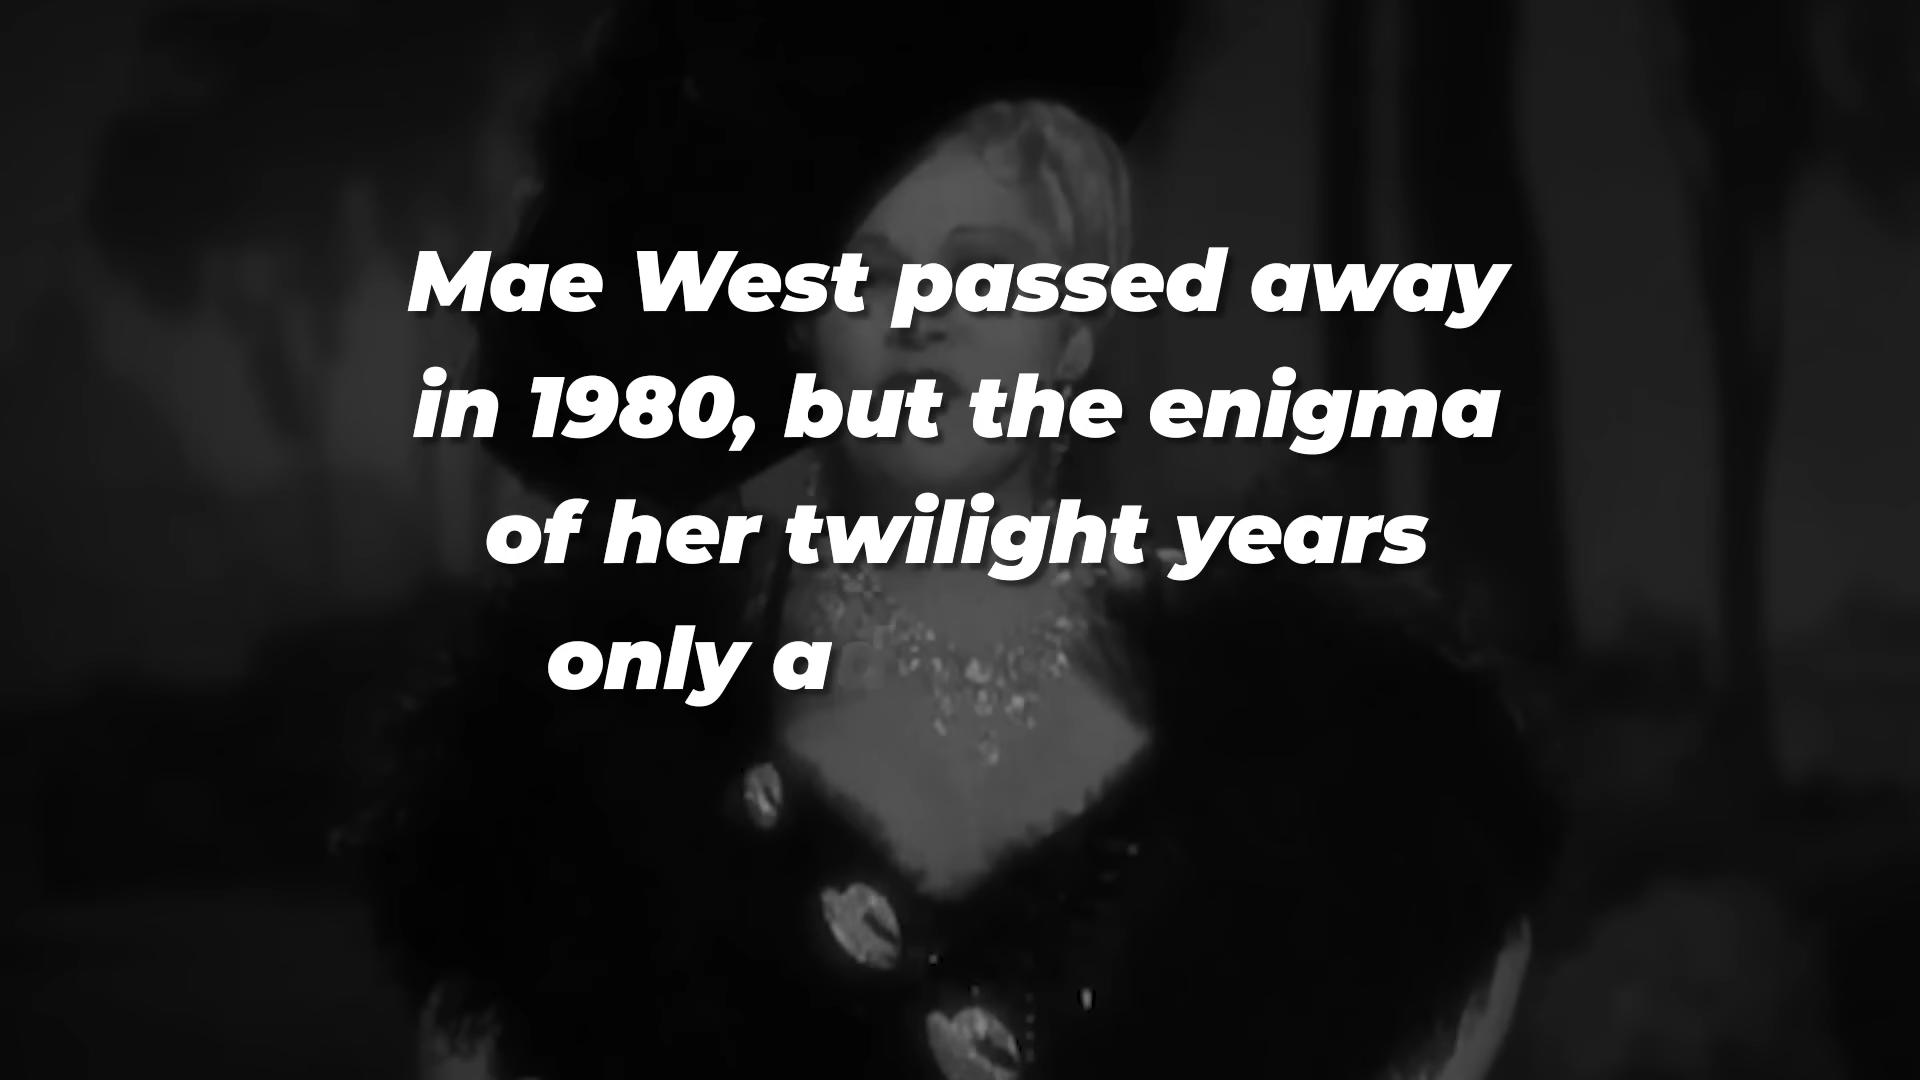 Mae West passed away
in 1980, but the enigma
of her twilight years
only a